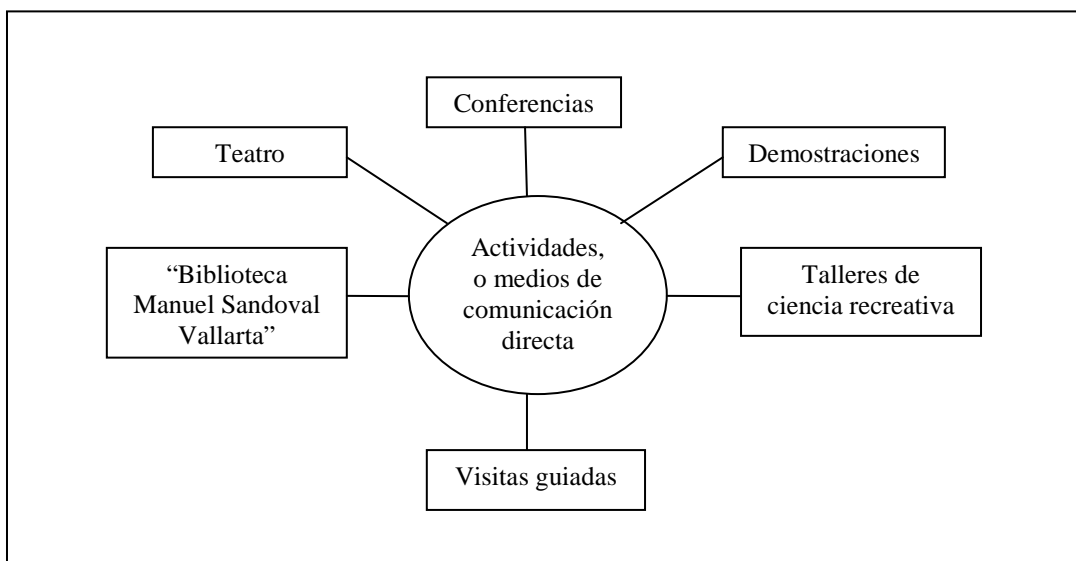 Conferencias
Teatro
Demostraciones
Actividades,
o medios de
comunicación
directa
“Biblioteca
Manuel Sandoval
Vallarta”
Talleres de
ciencia recreativa
Visitas guiadas